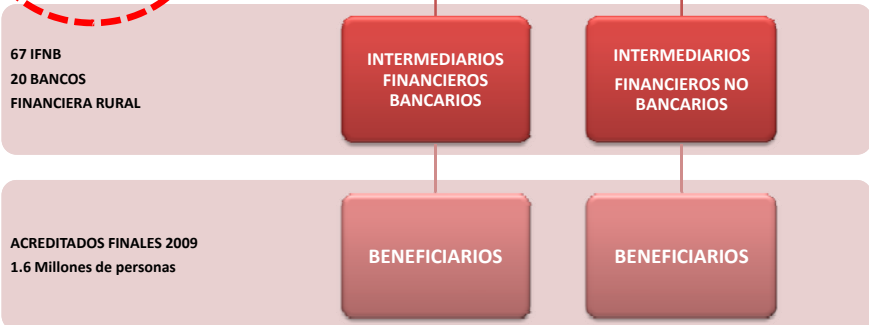 67 IFNB
20 BANCOS
FINANCIERA RURAL
INTERMEDIARIOS
FINANCIEROS
BANCARIOS
INTERMEDIARIOS
FINANCIEROS NO
BANCARIOS
ACREDITADOS FINALES 2009
1.6 Millones de personas
BENEFICIARIOS
BENEFICIARIOS